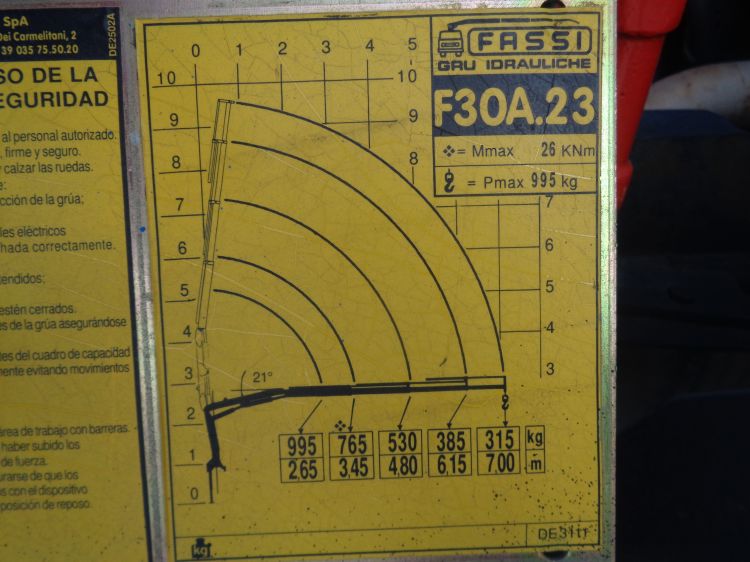 SpA
Dei Carmelitani, 2
39 035 75.50.20
DE2502A
SO DE LA
EGURIDAD
al personal autorizado.
, firme y seguro.
y calzar las ruedas.
e:
cción de la grúa;
les eléctricos
hada correctamente.
tendidos;
estén cerrados.
es de la grúa asegurándose
tes del cuadro de capacidad
mente evitando movimientos
área de trabajo con barreras.
haber subido los
de fuerza.
urarse de que los
os con el dispositivo
posición de reposo.
FASSI
GRU IDRAULICHE
F30A.23
= Mmax 26 KNm
= Pmax 995 kg
0 1 2 3 4 5
10 10
9 9
8 8
7 7
6 6
5 5
4 4
3 3
2
1
0
21°
995 765 530 385 315 kg
2,65 3,45 4,80 6,15 7,00 m
kg